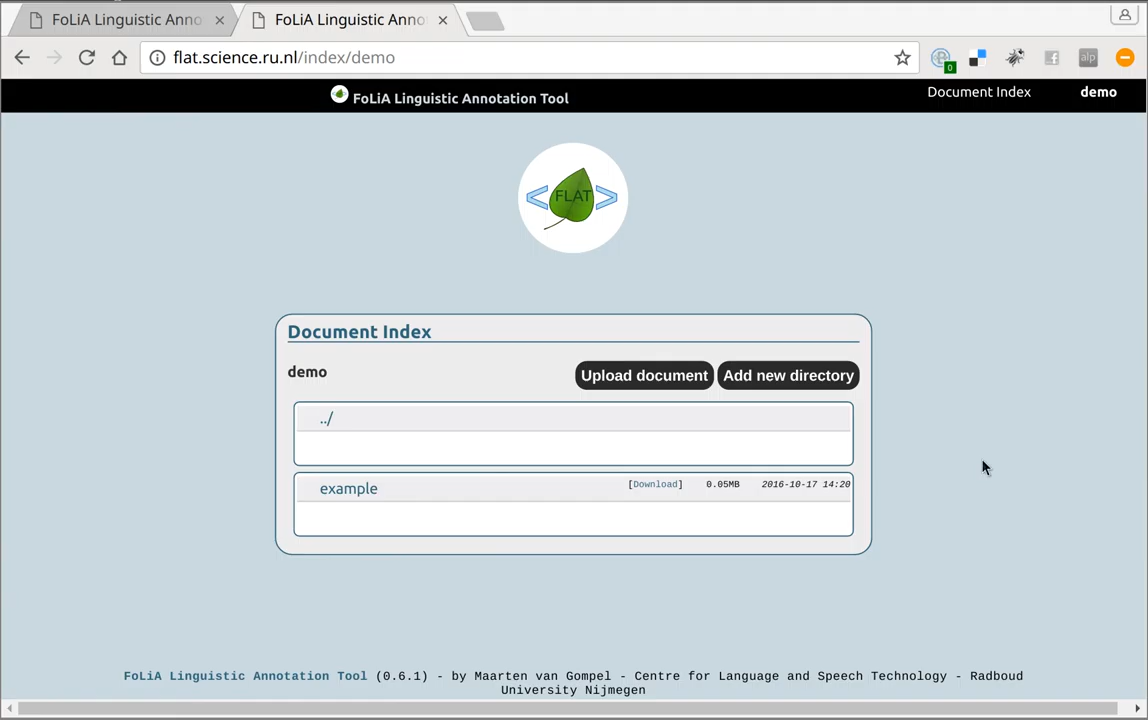 FoLiA Linguistic Anno
FoLiA Linguistic Anno
flat.science.ru.nl/index/demo
0
f
alp
FoLiA Linguistic Annotation Tool
Document Index
demo
<FLAT>
Document Index
demo
Upload document
Add new directory
../
example
[Download] 0.05MB 2016-10-17 14:20
FoLiA Linguistic Annotation Tool (0.6.1) - by Maarten van Gompel - Centre for Language and Speech Technology - Radboud
University Nijmegen